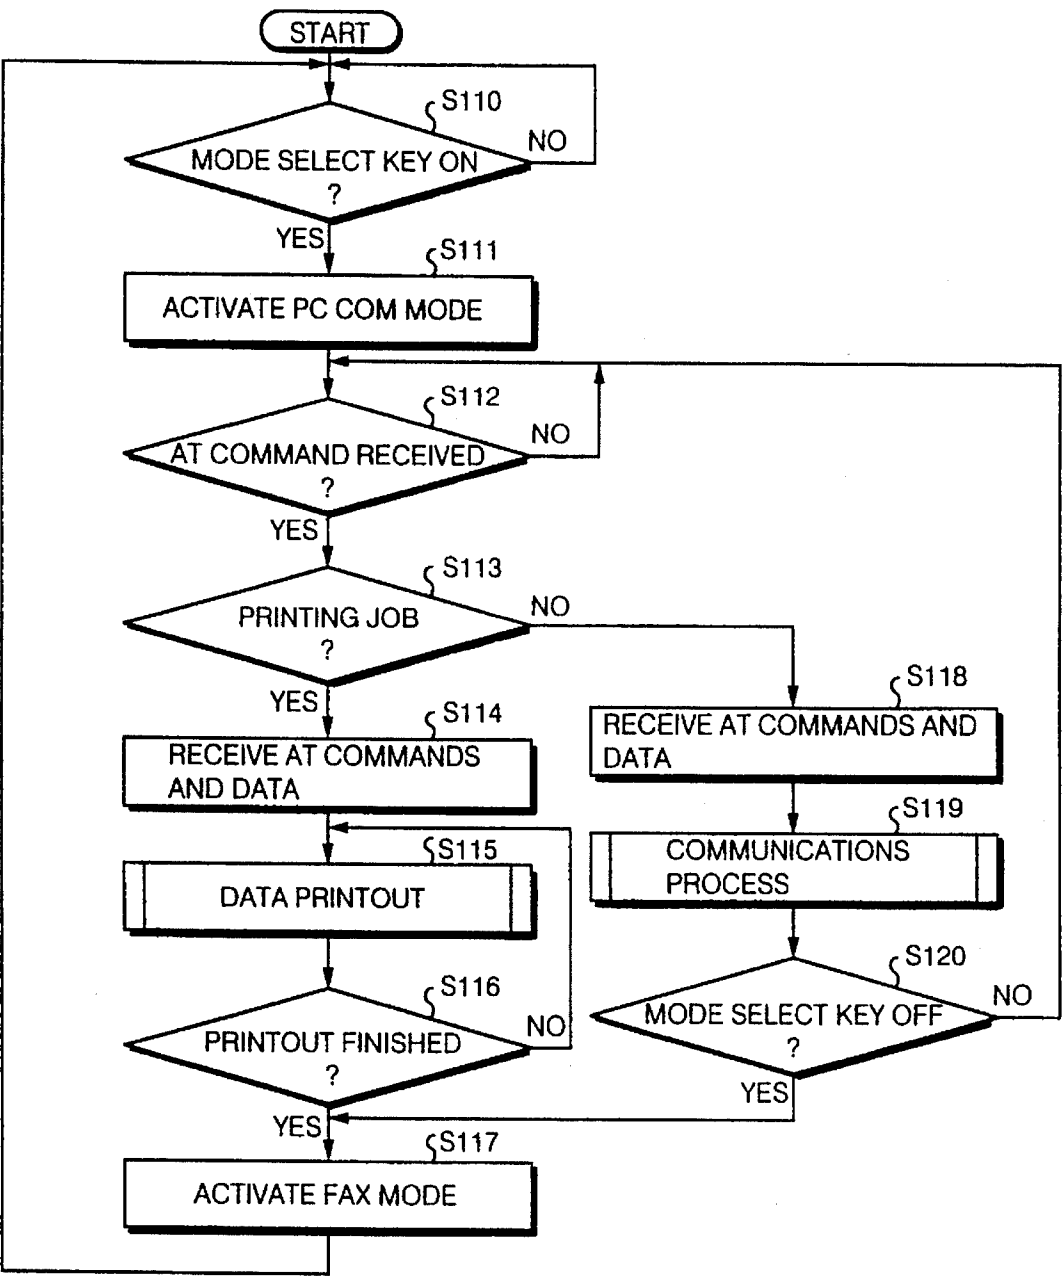 START
S110
MODE SELECT KEY ON
?
NO
YES
S111
ACTIVATE PC COM MODE
S112
AT COMMAND RECEIVED
?
NO
YES
S113
PRINTING JOB
?
NO
YES
S114
RECEIVE AT COMMANDS
AND DATA
S115
DATA PRINTOUT
S116
PRINTOUT FINISHED
?
NO
YES
S118
RECEIVE AT COMMANDS AND
DATA
S119
COMMUNICATIONS
PROCESS
S120
MODE SELECT KEY OFF
?
NO
YES
S117
ACTIVATE FAX MODE